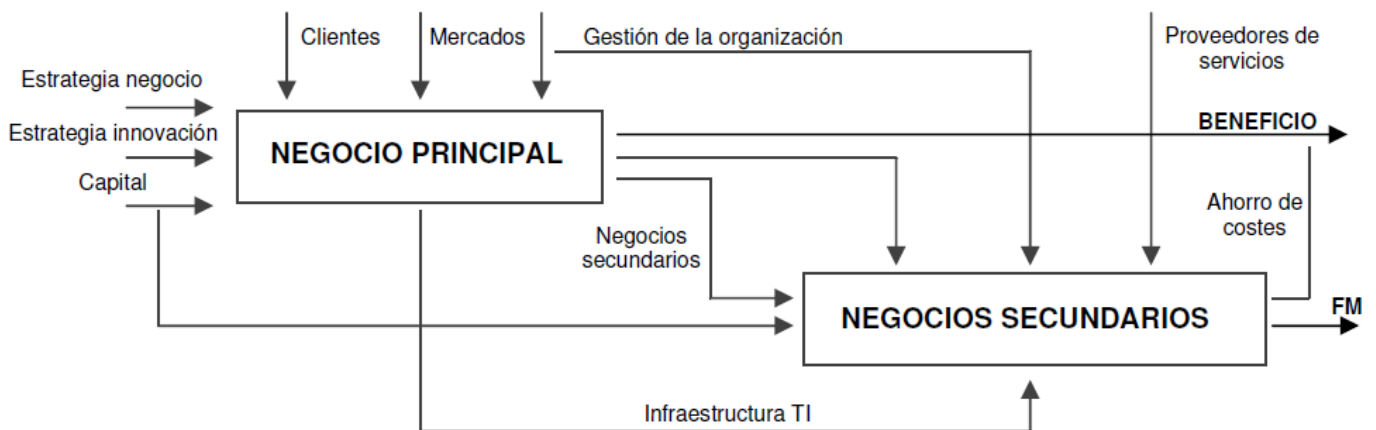 Clientes
Mercados
Gestión de la organización
Proveedores de
servicios
Estrategia negocio
Estrategia innovación
Capital
NEGOCIO PRINCIPAL
BENEFICIO
Ahorro de
costes
Negocios
secundarios
NEGOCIOS SECUNDARIOS
FM
Infraestructura TI